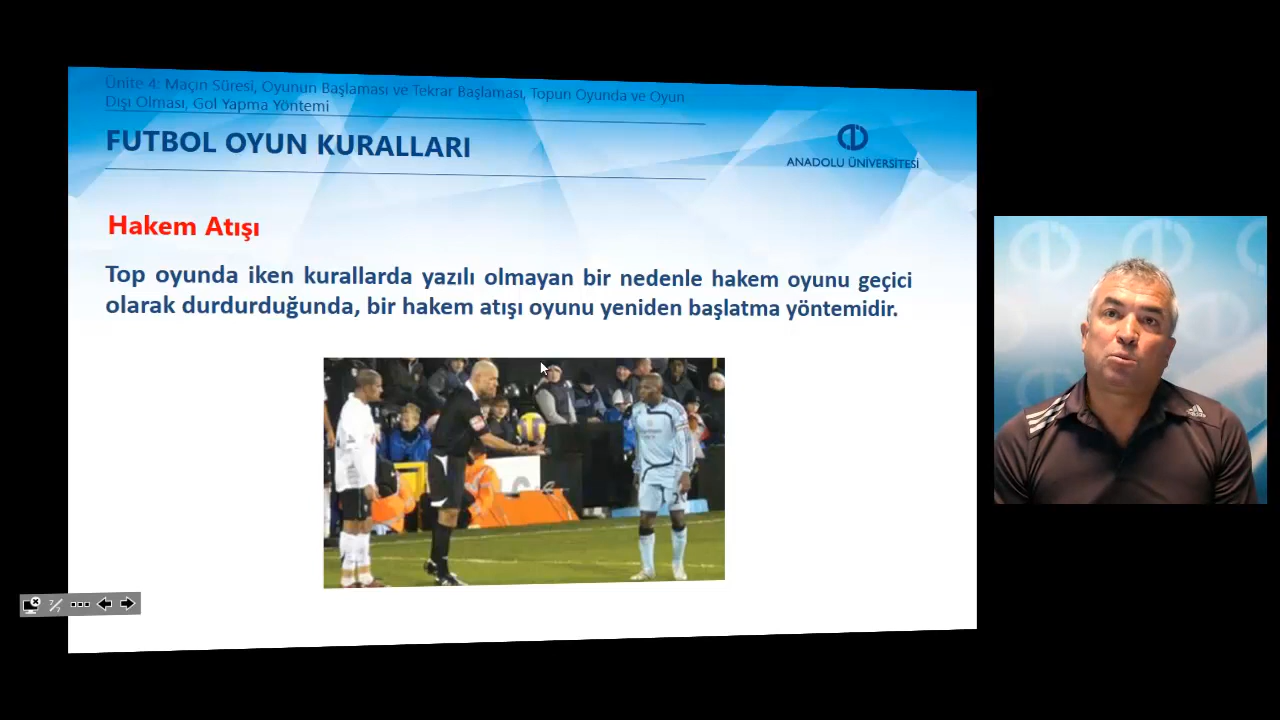 Ünite 4: Maçın Süresi, Oyunun Başlaması ve Tekrar Başlaması, Topun Oyunda ve Oyun
Dışı Olması, Gol Yapma Yöntemi
FUTBOL OYUN KURALLARI
ANADOLU ÜNİVERSİTESİ
Hakem Atışı
Top oyunda iken kurallarda yazılı olmayan bir nedenle hakem oyunu geçici
olarak durdurduğunda, bir hakem atışı oyunu yeniden başlatma yöntemidir.